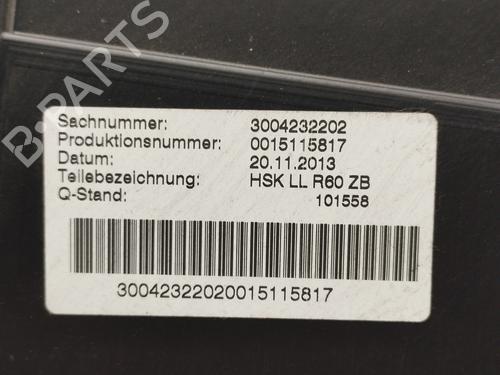 B-PARTS
Sachnummer: 3004232202
Produktionsnummer: 0015115817
Datum: 20.11.2013
Teilebezeichnung: HSK LL R60 ZB
Q-Stand: 101558
30042322020015115817